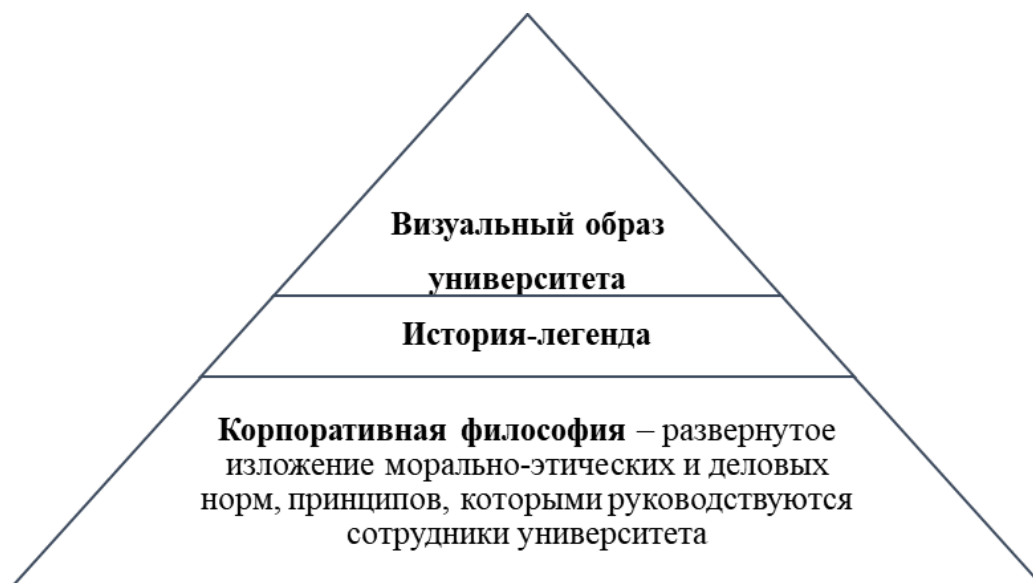 Визуальный образ
университета
История-легенда
Корпоративная философия – развернутое
изложение морально-этических и деловых
норм, принципов, которыми руководствуются
сотрудники университета